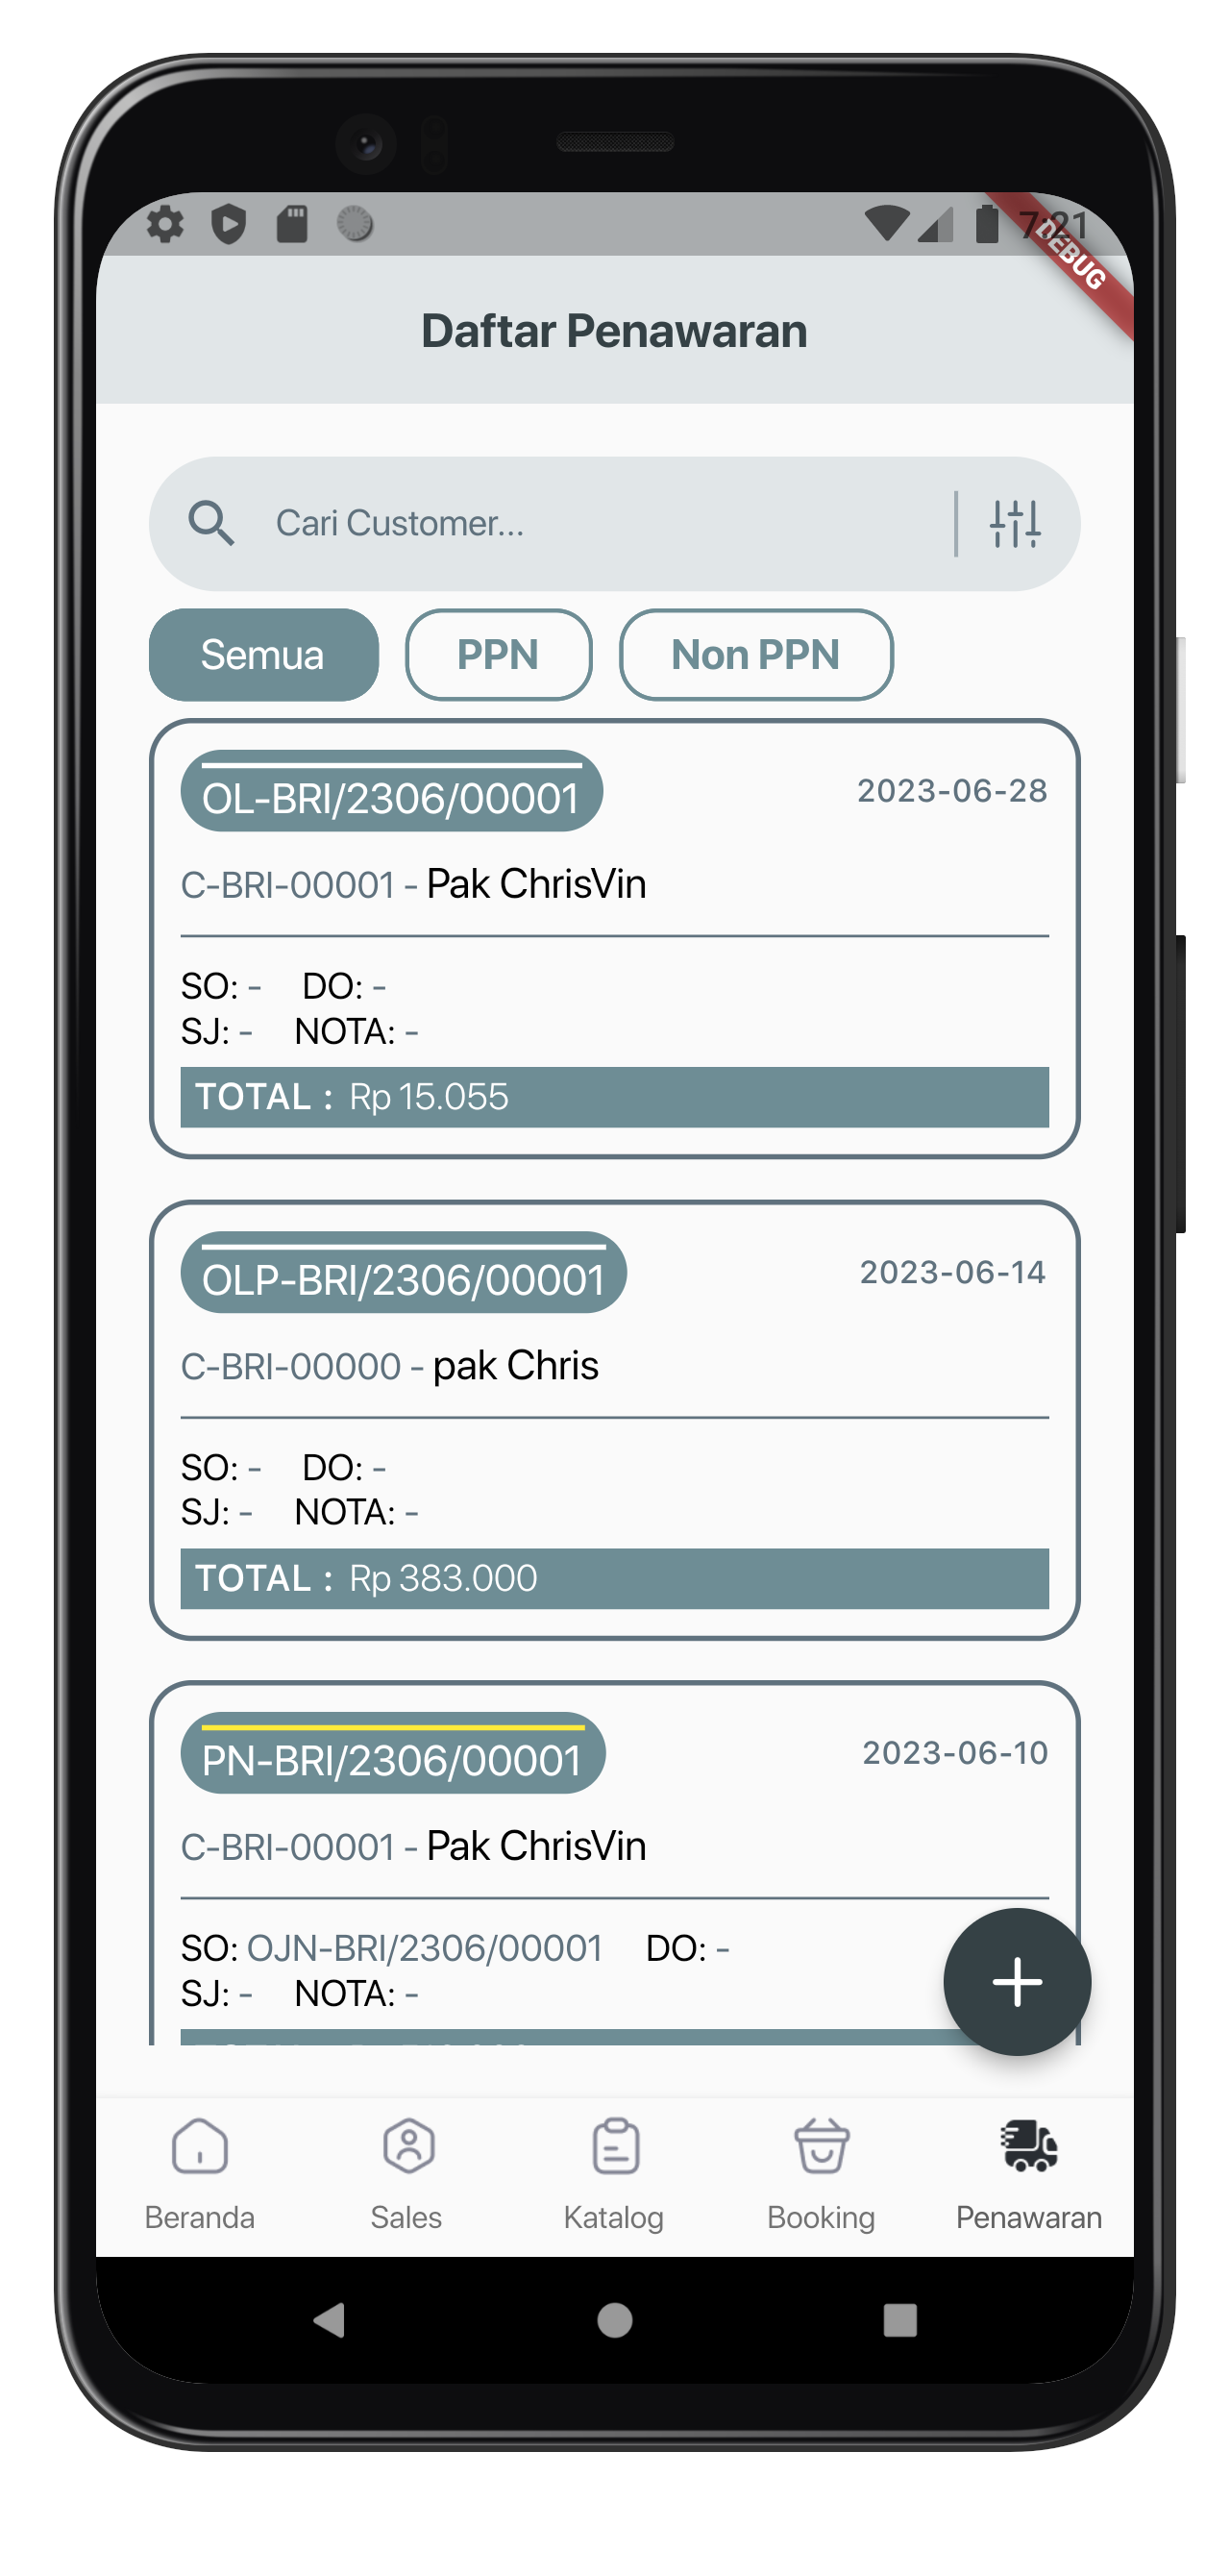 7:21
DEBUG
Daftar Penawaran
Cari Customer...
Semua PPN Non PPN
OL-BRI/2306/00001 2023-06-28
C-BRI-00001 - Pak ChrisVin
SO: - DO: -
SJ: - NOTA: -
TOTAL : Rp 15.055
OLP-BRI/2306/00001 2023-06-14
C-BRI-00000 - pak Chris
SO: - DO: -
SJ: - NOTA: -
TOTAL : Rp 383.000
PN-BRI/2306/00001 2023-06-10
C-BRI-00001 - Pak ChrisVin
SO: OJN-BRI/2306/00001 DO: -
SJ: - NOTA: -
Beranda Sales Katalog Booking Penawaran